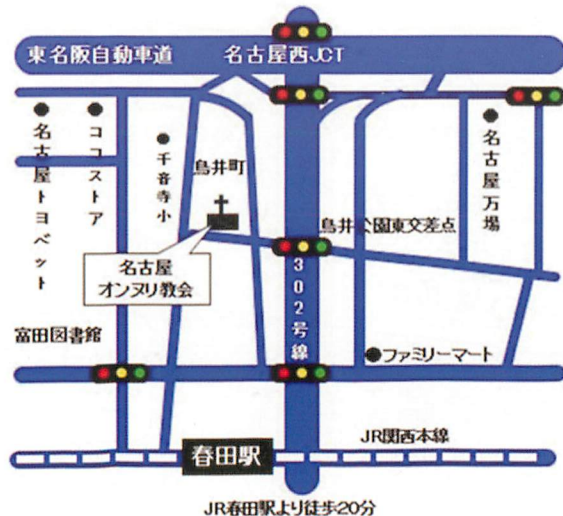 東名阪自動車道 名古屋西JCT
名古屋トヨペット
ココストア
千音寺小
鳥井町
名古屋万場
鳥井公園東交差点
名古屋
オンヌリ教会
302号線
富田図書館
ファミリーマート
JR関西本線
春田駅
JR春田駅より徒歩20分